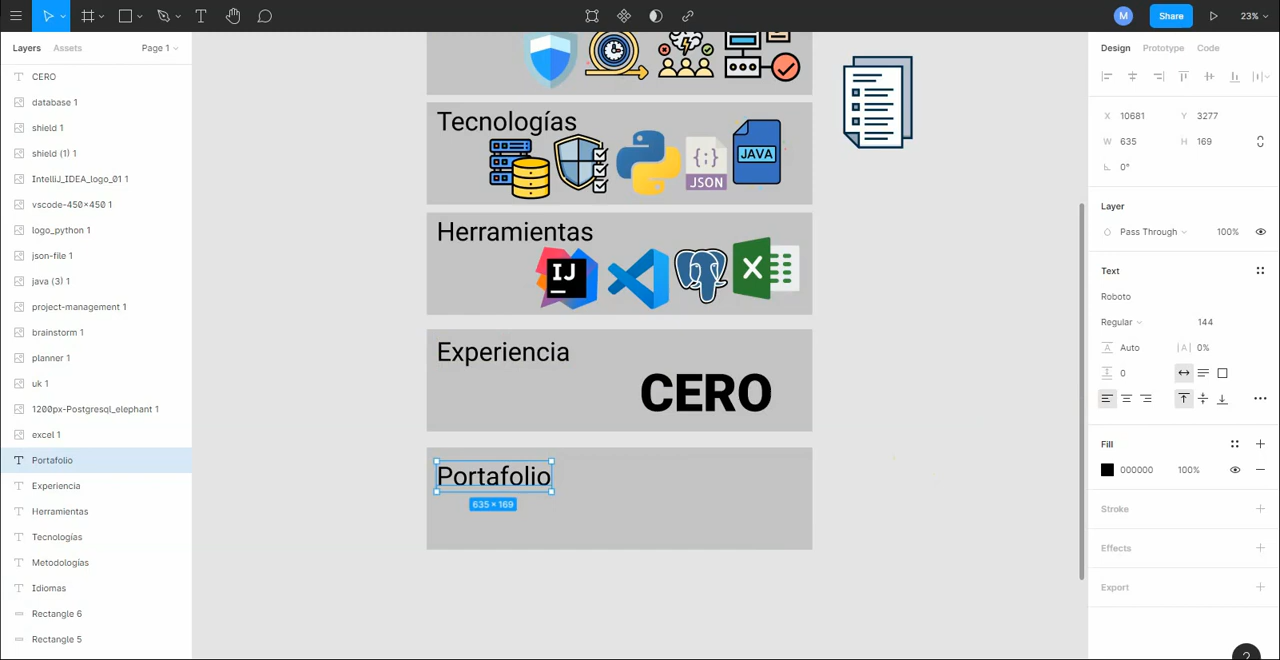 M
Share
23%
Layers
Assets
Page 1
Design
Prototype
Code
CERO
database 1
shield 1
shield (1) 1
IntelliJ_IDEA_logo_01 1
vscode-450x450 1
logo_python 1
json-file 1
java (3) 1
project-management 1
brainstorm 1
planner 1
uk 1
1200px-Postgresql_elephant 1
excel 1
Portafolio
Experiencia
Herramientas
Tecnologías
Metodologías
Idiomas
Rectangle 6
Rectangle 5
Tecnologías
{;}
JSON
JAVA
Herramientas
IJ
X
Experiencia
CERO
Portafolio
635 × 169
X 10681 Y 3277
W 635 H 169
0°
Layer
Pass Through 100%
Text
Roboto
Regular 144
A Auto |A| 0%
0
Fill
000000 100%
Stroke
Effects
Export
?